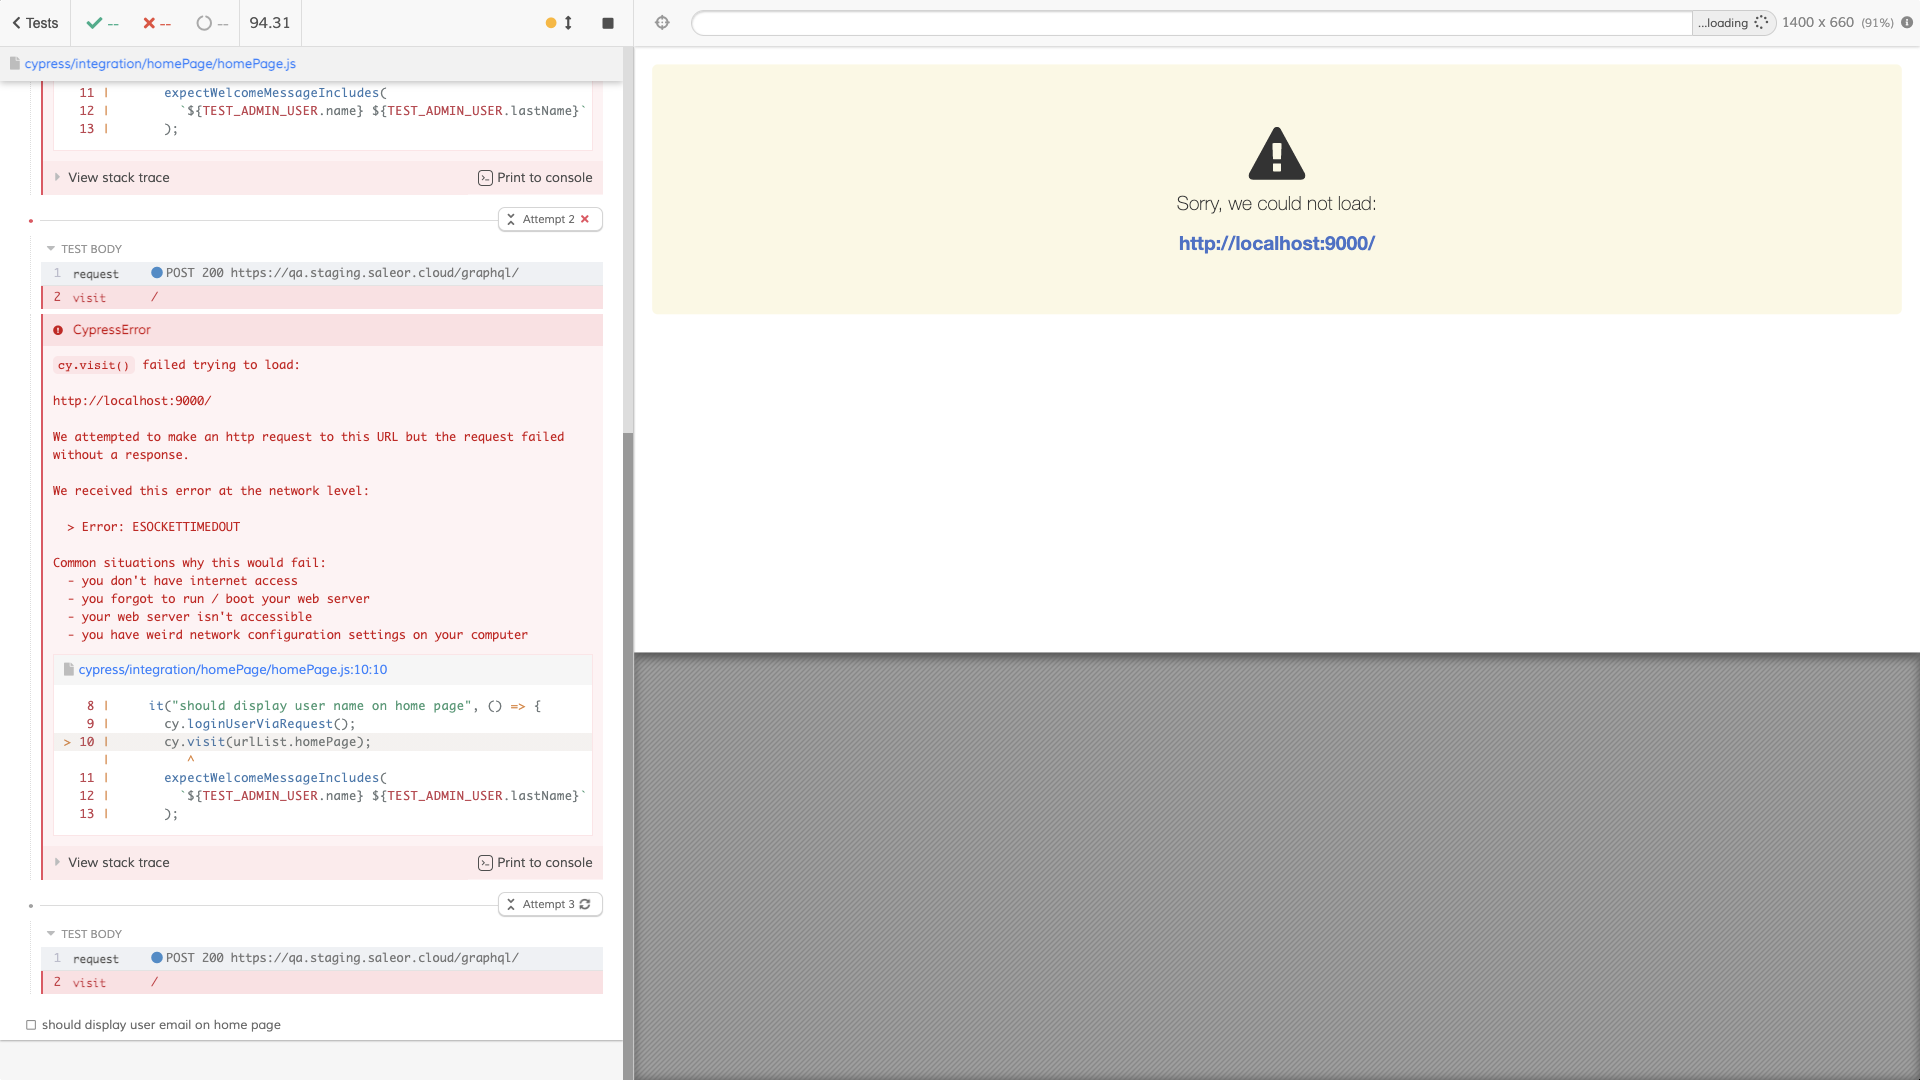 Tests
--
--
--
94.31
...loading
1400 x 660 (91%)
cypress/integration/homePage/homePage.js
11 | expectWelcomeMessageIncludes(
12 | `${TEST_ADMIN_USER.name} ${TEST_ADMIN_USER.lastName}`
13 | );
View stack trace
Print to console
Attempt 2
TEST BODY
1 request POST 200 https://qa.staging.saleor.cloud/graphql/
2 visit /
CypressError
cy.visit() failed trying to load:
http://localhost:9000/
We attempted to make an http request to this URL but the request failed
without a response.
We received this error at the network level:
> Error: ESOCKETTIMEDOUT
Common situations why this would fail:
- you don't have internet access
- you forgot to run / boot your web server
- your web server isn't accessible
- you have weird network configuration settings on your computer
cypress/integration/homePage/homePage.js:10:10
8 | it("should display user name on home page", () => {
9 | cy.loginUserViaRequest();
> 10 | cy.visit(urlList.homePage);
| ^
11 | expectWelcomeMessageIncludes(
12 | `${TEST_ADMIN_USER.name} ${TEST_ADMIN_USER.lastName}`
13 | );
View stack trace
Print to console
Attempt 3
TEST BODY
1 request POST 200 https://qa.staging.saleor.cloud/graphql/
2 visit /
should display user email on home page
Sorry, we could not load:
http://localhost:9000/